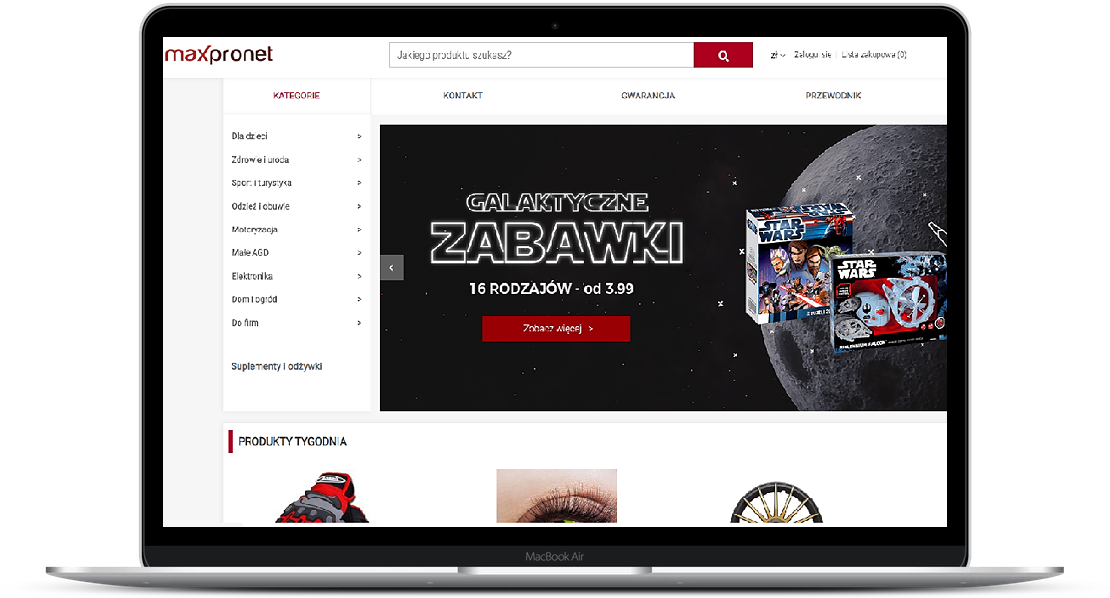 maxpronet
Jakiego produktu szukasz?
zł
Zaloguj się
Lista zakupowa (0)
KATEGORIE
KONTAKT
GWARANCJA
PRZEWODNIK
Dla dzieci >
Zdrowie i uroda >
Sport i turystyka >
Odzież i obuwie >
Motoryzacja >
Małe AGD >
Elektronika >
Dom i ogród >
Do firm >
Suplementy i odżywki
GALAKTYCZNE
ZABAWKI
16 RODZAJÓW - od 3.99
Zobacz więcej >
STAR
WARS
STAR
WARS
MILLENNIUM FALCON
PRODUKTY TYGODNIA
MacBook Air